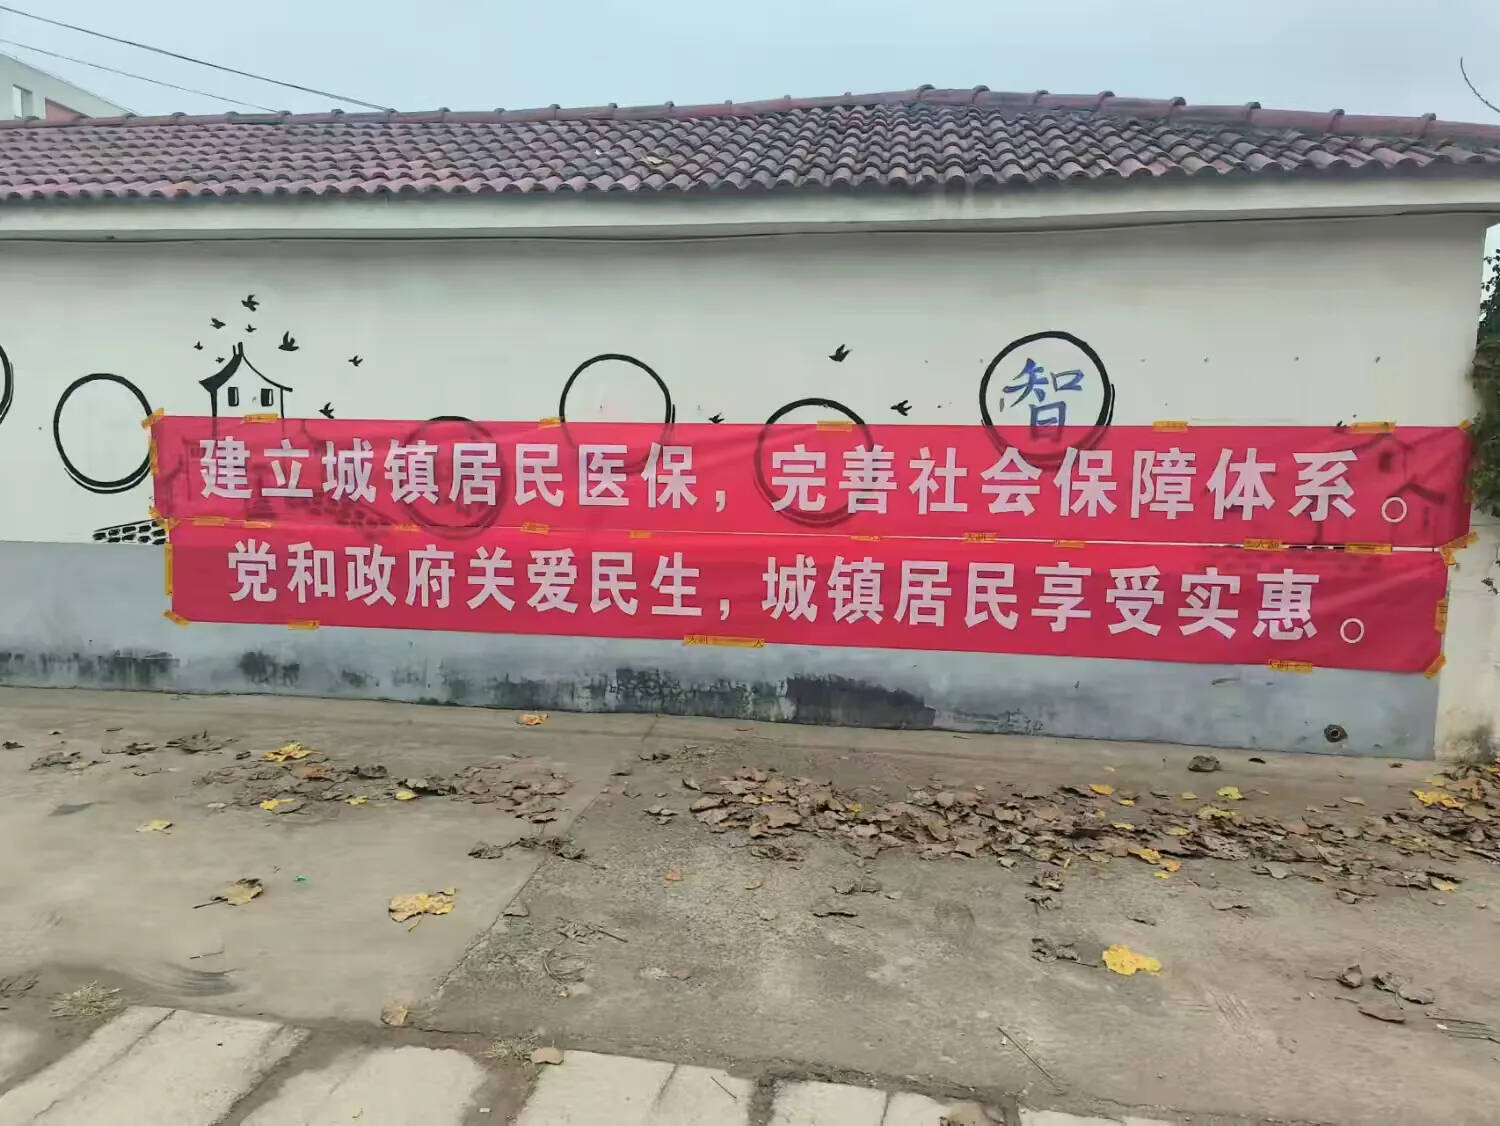 智
建立城镇居民医保，完善社会保障体系。
党和政府关爱民生，城镇居民享受实惠。